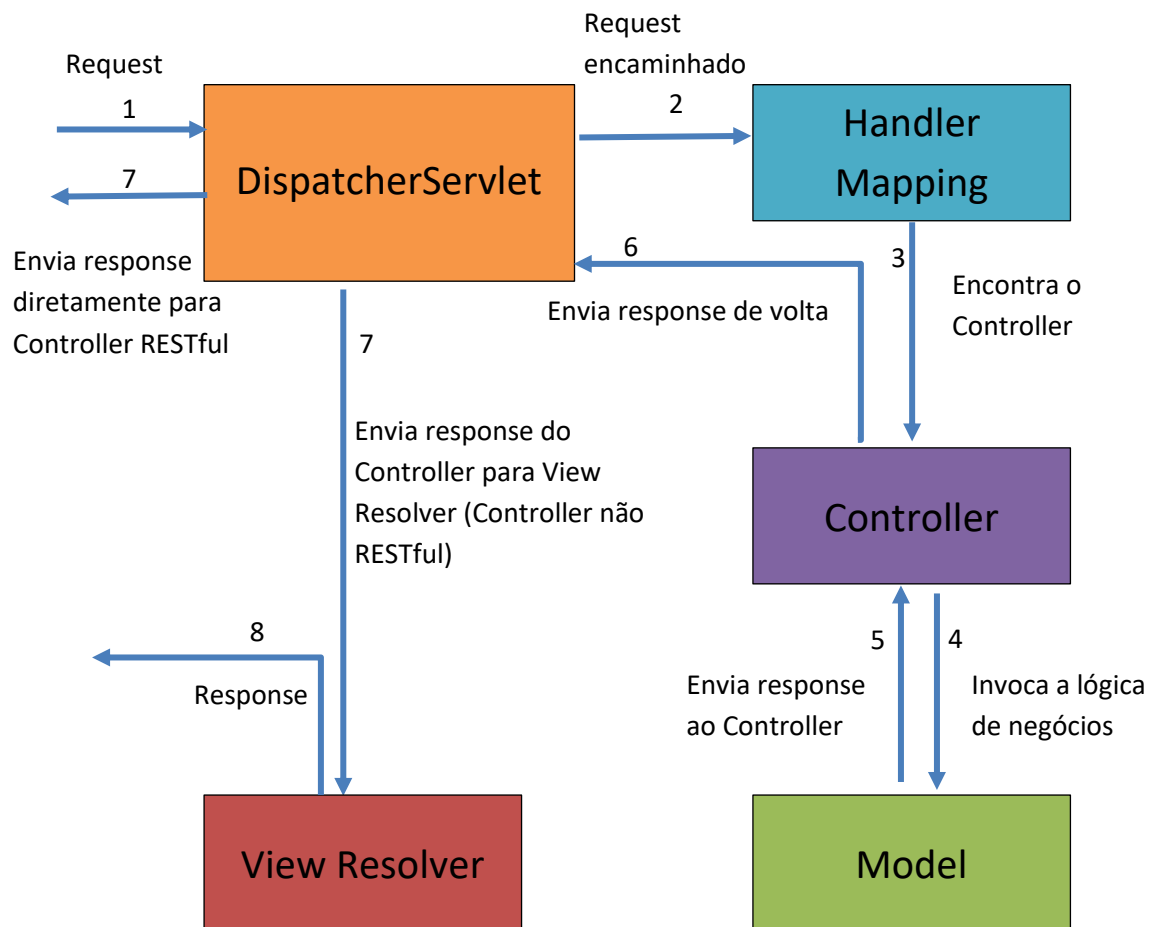 Request
1
7
Envia response
diretamente para
Controller RESTful
DispatcherServlet
Request
encaminhado
2
Handler
Mapping
6
Envia response de volta
3
Encontra o
Controller
7
Envia response do
Controller para View
Resolver (Controller não
RESTful)
Controller
8
Response
5
4
Envia response
ao Controller
Invoca a lógica
de negócios
View Resolver
Model